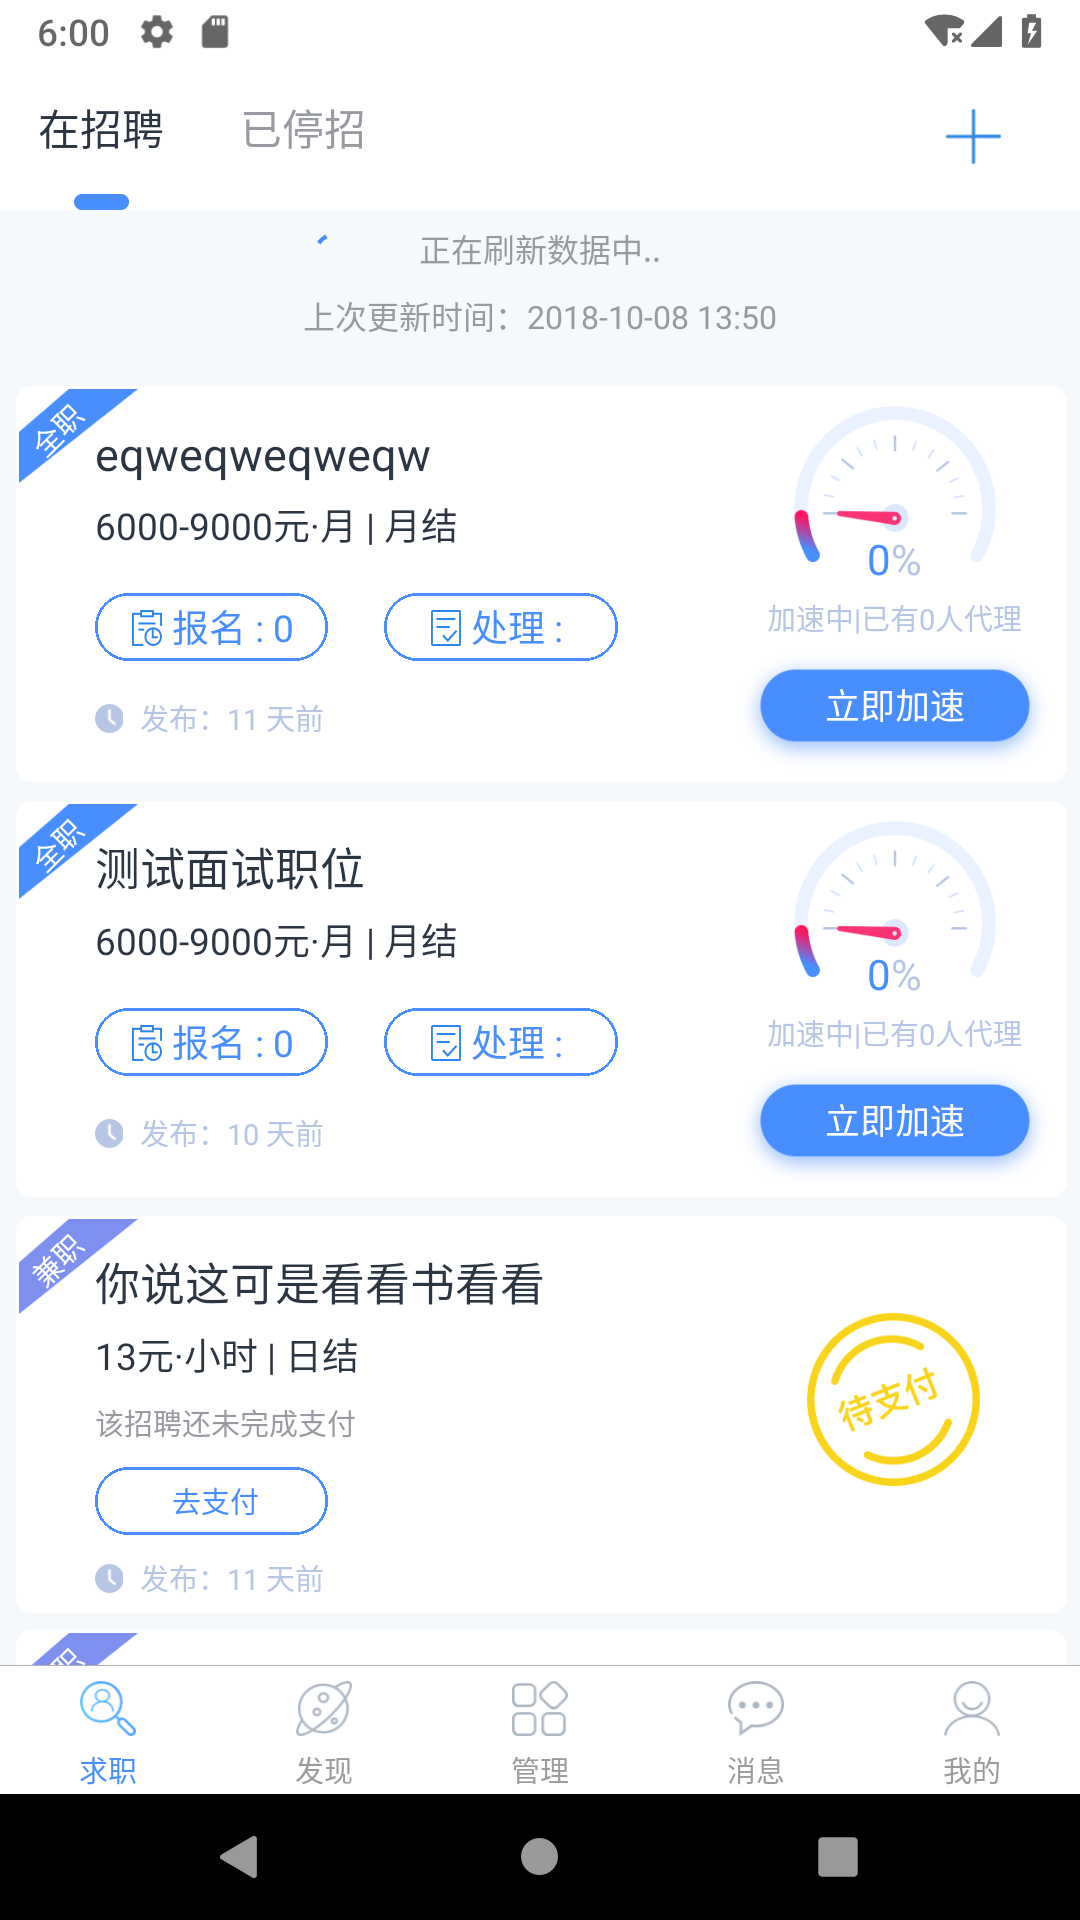 6:00
在招聘 已停招
正在刷新数据中..
上次更新时间：2018-10-08 13:50
全职
eqweqweqweqw
6000-9000元·月 | 月结
0%
报名 : 0 处理 :
加速中|已有0人代理
发布：11 天前
立即加速
全职
测试面试职位
6000-9000元·月 | 月结
0%
报名 : 0 处理 :
加速中|已有0人代理
发布：10 天前
立即加速
兼职
你说这可是看看书看看
13元·小时 | 日结
待支付
该招聘还未完成支付
去支付
发布：11 天前
职
求职 发现 管理 消息 我的